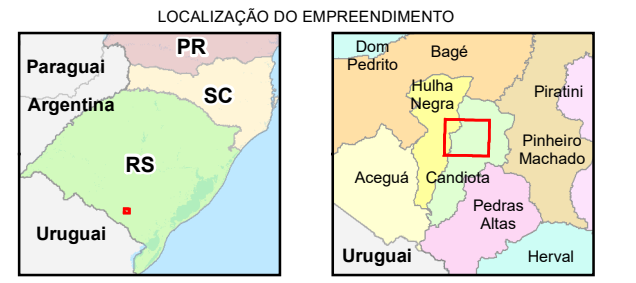 LOCALIZAÇÃO DO EMPREENDIMENTO
PR
Paraguai
SC
Argentina
RS
Uruguai
Dom
Pedrito
Bagé
Hulha
Negra
Piratini
Pinheiro
Machado
Aceguá
Candiota
Pedras
Altas
Uruguai
Herval